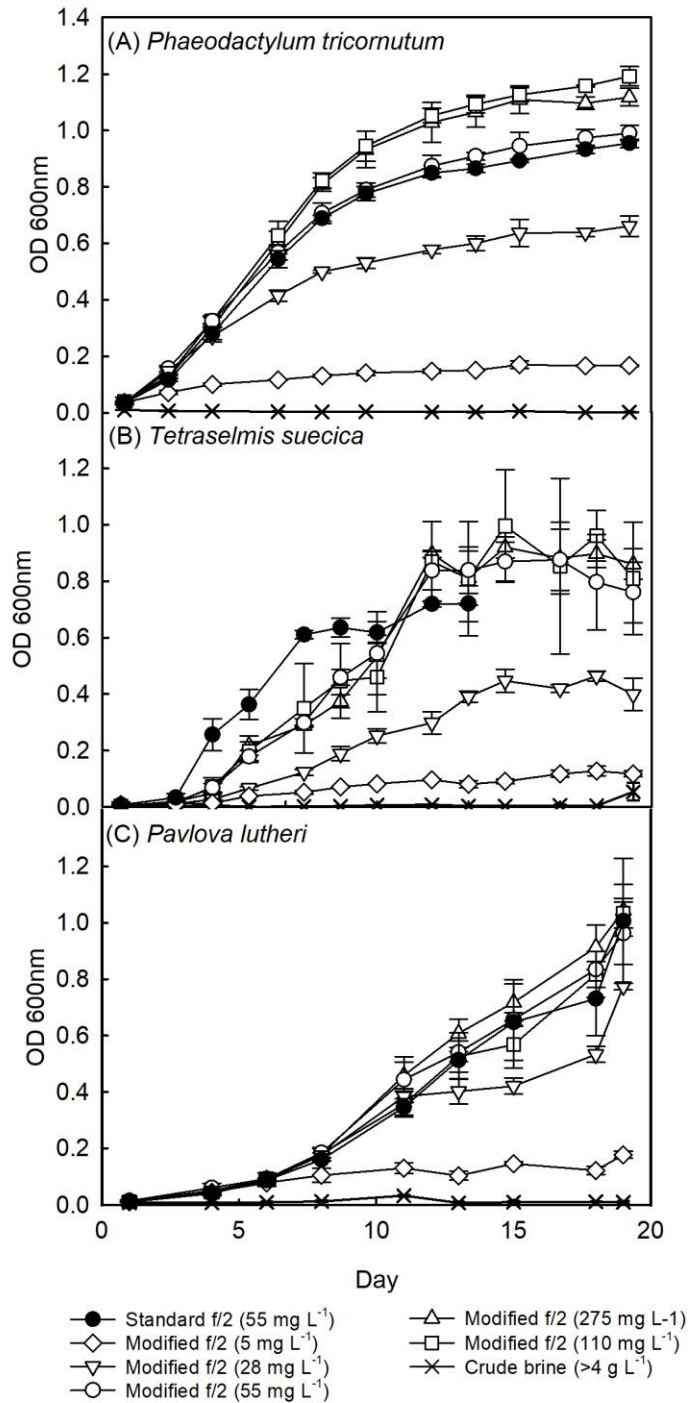 1.4
(A) Phaeodactylum tricornutum
1.2
1.0
0.8
0.6
0.4
0.2
0.0
OD 600nm
(B) Tetraselmis suecica
1.2
1.0
0.8
0.6
0.4
0.2
0.0
OD 600nm
(C) Pavlova lutheri
1.2
1.0
0.8
0.6
0.4
0.2
0.0
OD 600nm
0 5 10 15 20
Day
Standard f/2 (55 mg L⁻¹)
Modified f/2 (5 mg L⁻¹)
Modified f/2 (28 mg L⁻¹)
Modified f/2 (55 mg L⁻¹)
Modified f/2 (275 mg L-1)
Modified f/2 (110 mg L⁻¹)
Crude brine (>4 g L⁻¹)